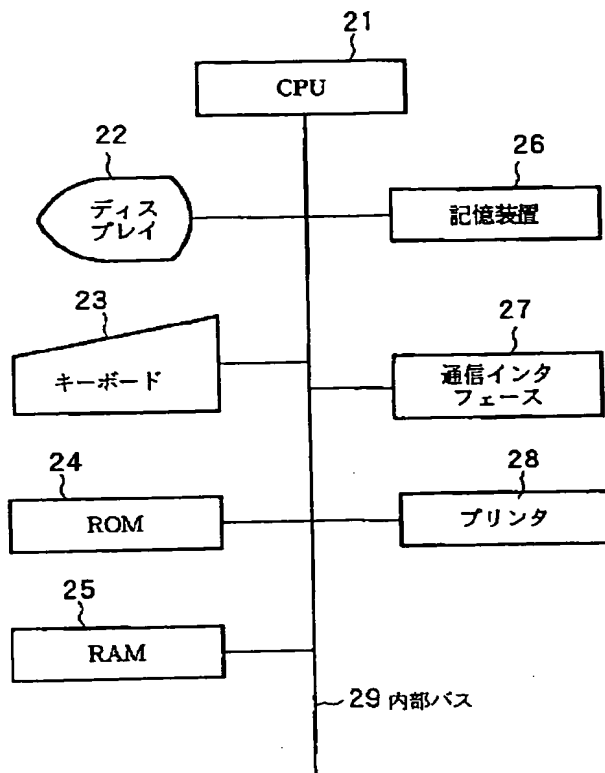 21
CPU
22
ディス
プレイ
26
記憶装置
23
キーボード
27
通信インタ
フェース
24
ROM
28
プリンタ
25
RAM
29 内部バス